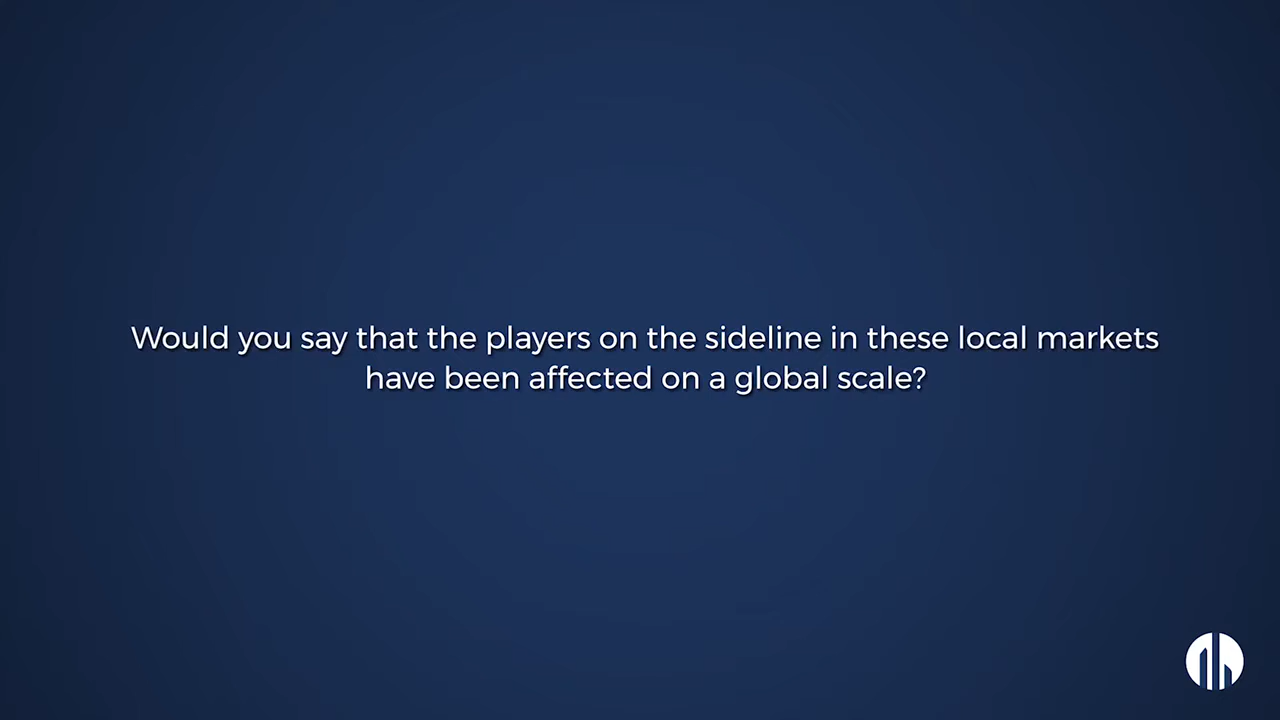 Would you say that the players on the sideline in these local markets
have been affected on a global scale?